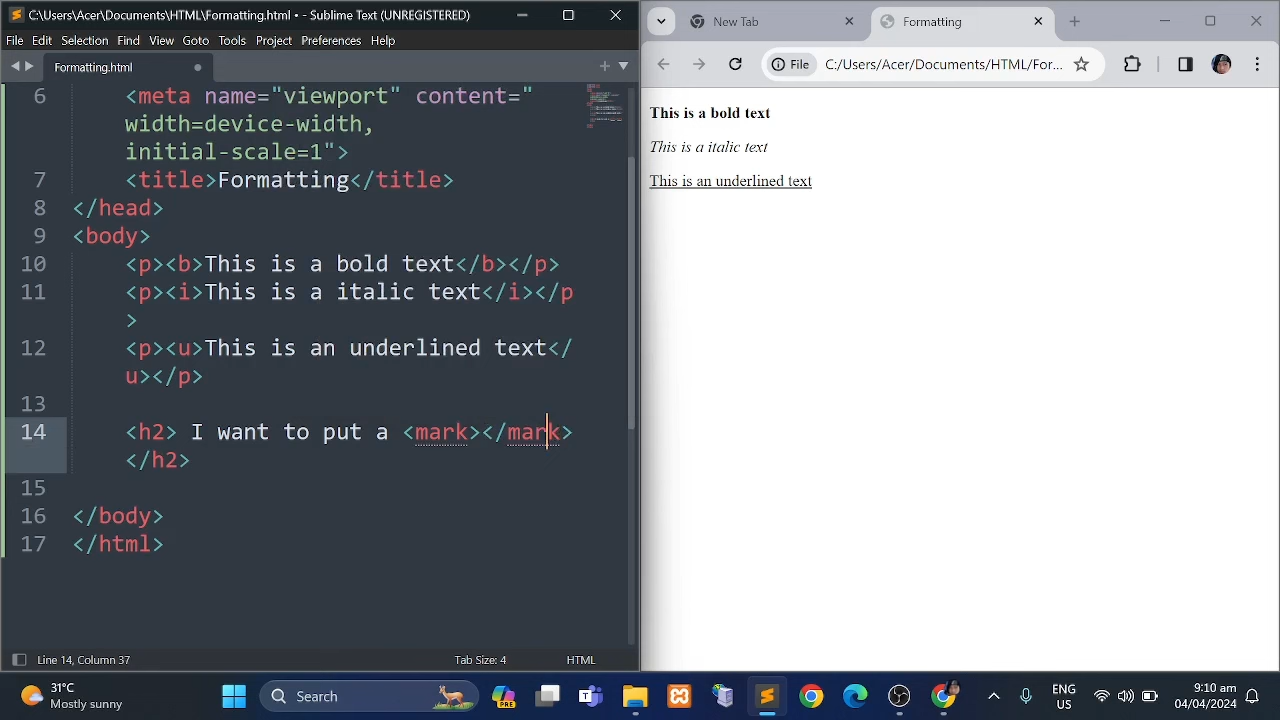 C:\Users\Acer\Documents\HTML\Formatting.html • - Sublime Text (UNREGISTERED)
File Edit Selection Find View Goto Tools Project Preferences Help
Formatting.html
6 <meta name="viewport" content="
width=device-width,
initial-scale=1">
7 <title>Formatting</title>
8 </head>
9 <body>
10 <p><b>This is a bold text</b></p>
11 <p><i>This is a italic text</i></p
>
12 <p><u>This is an underlined text</
u></p>
13
14 <h2> I want to put a <mark></mark>
</h2>
15
16 </body>
17 </html>
Line 14, Column 37
Tab Size: 4
HTML
New Tab
Formatting
File C:/Users/Acer/Documents/HTML/For...
This is a bold text
This is a italic text
This is an underlined text
31°C
Mostly sunny
Search
PRE
ENG
US
9:10 am
04/04/2024